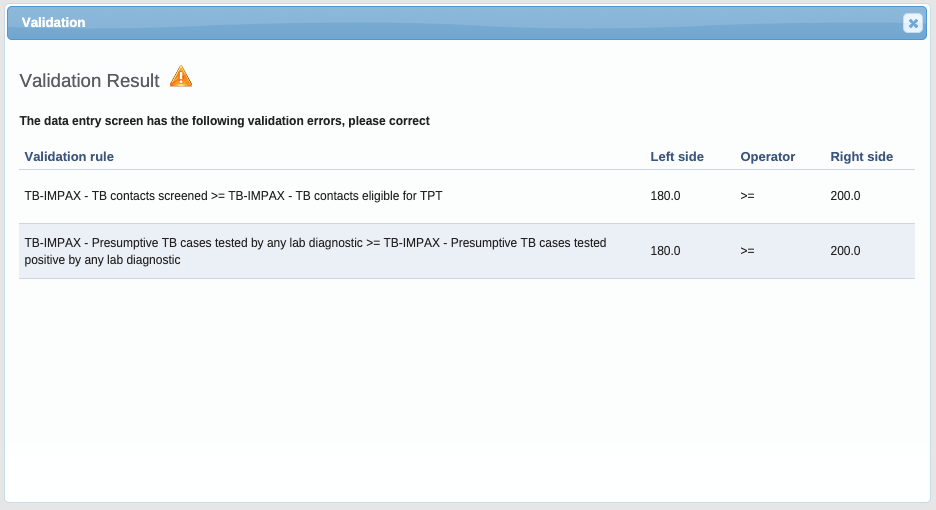 Validation
Validation Result
The data entry screen has the following validation errors, please correct
Validation rule Left side Operator Right side
TB-IMPAX - TB contacts screened >= TB-IMPAX - TB contacts eligible for TPT 180.0 >= 200.0
TB-IMPAX - Presumptive TB cases tested by any lab diagnostic >= TB-IMPAX - Presumptive TB cases tested
positive by any lab diagnostic 180.0 >= 200.0